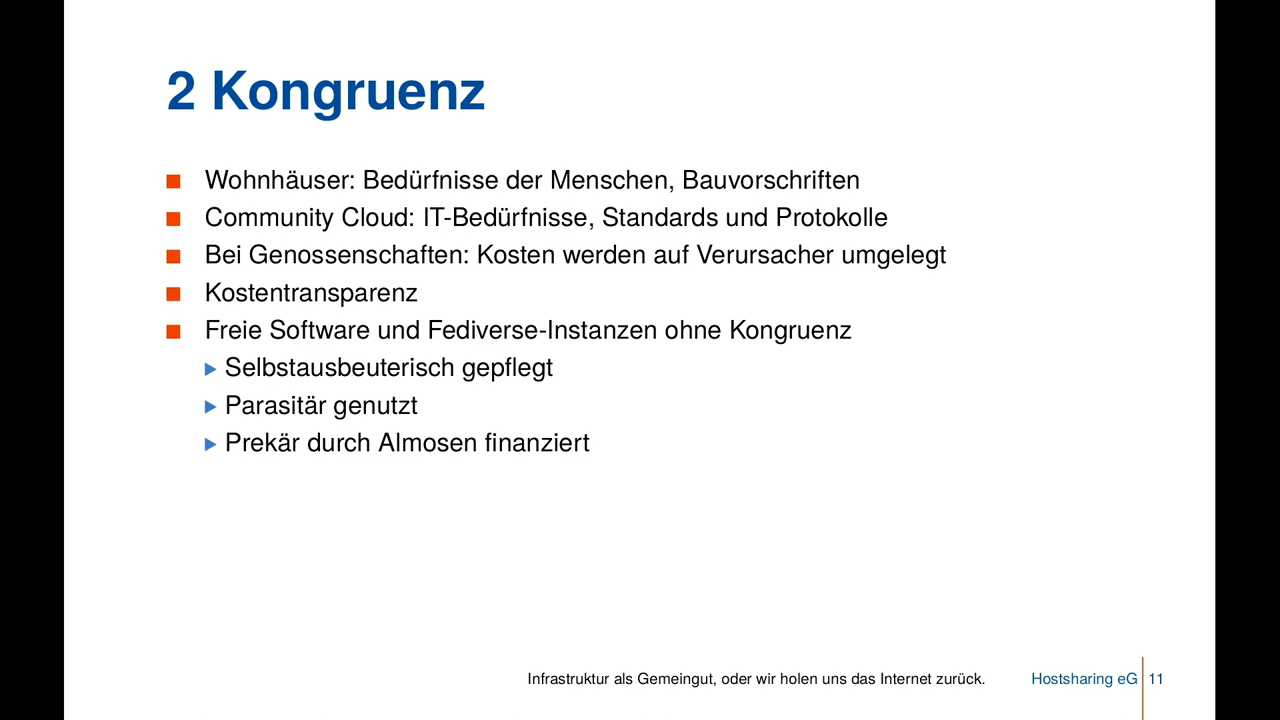 2 Kongruenz
Wohnhäuser: Bedürfnisse der Menschen, Bauvorschriften
Community Cloud: IT-Bedürfnisse, Standards und Protokolle
Bei Genossenschaften: Kosten werden auf Verursacher umgelegt
Kostentransparenz
Freie Software und Fediverse-Instanzen ohne Kongruenz
Selbstausbeuterisch gepflegt
Parasitär genutzt
Prekär durch Almosen finanziert
Infrastruktur als Gemeingut, oder wir holen uns das Internet zurück. Hostsharing eG 11